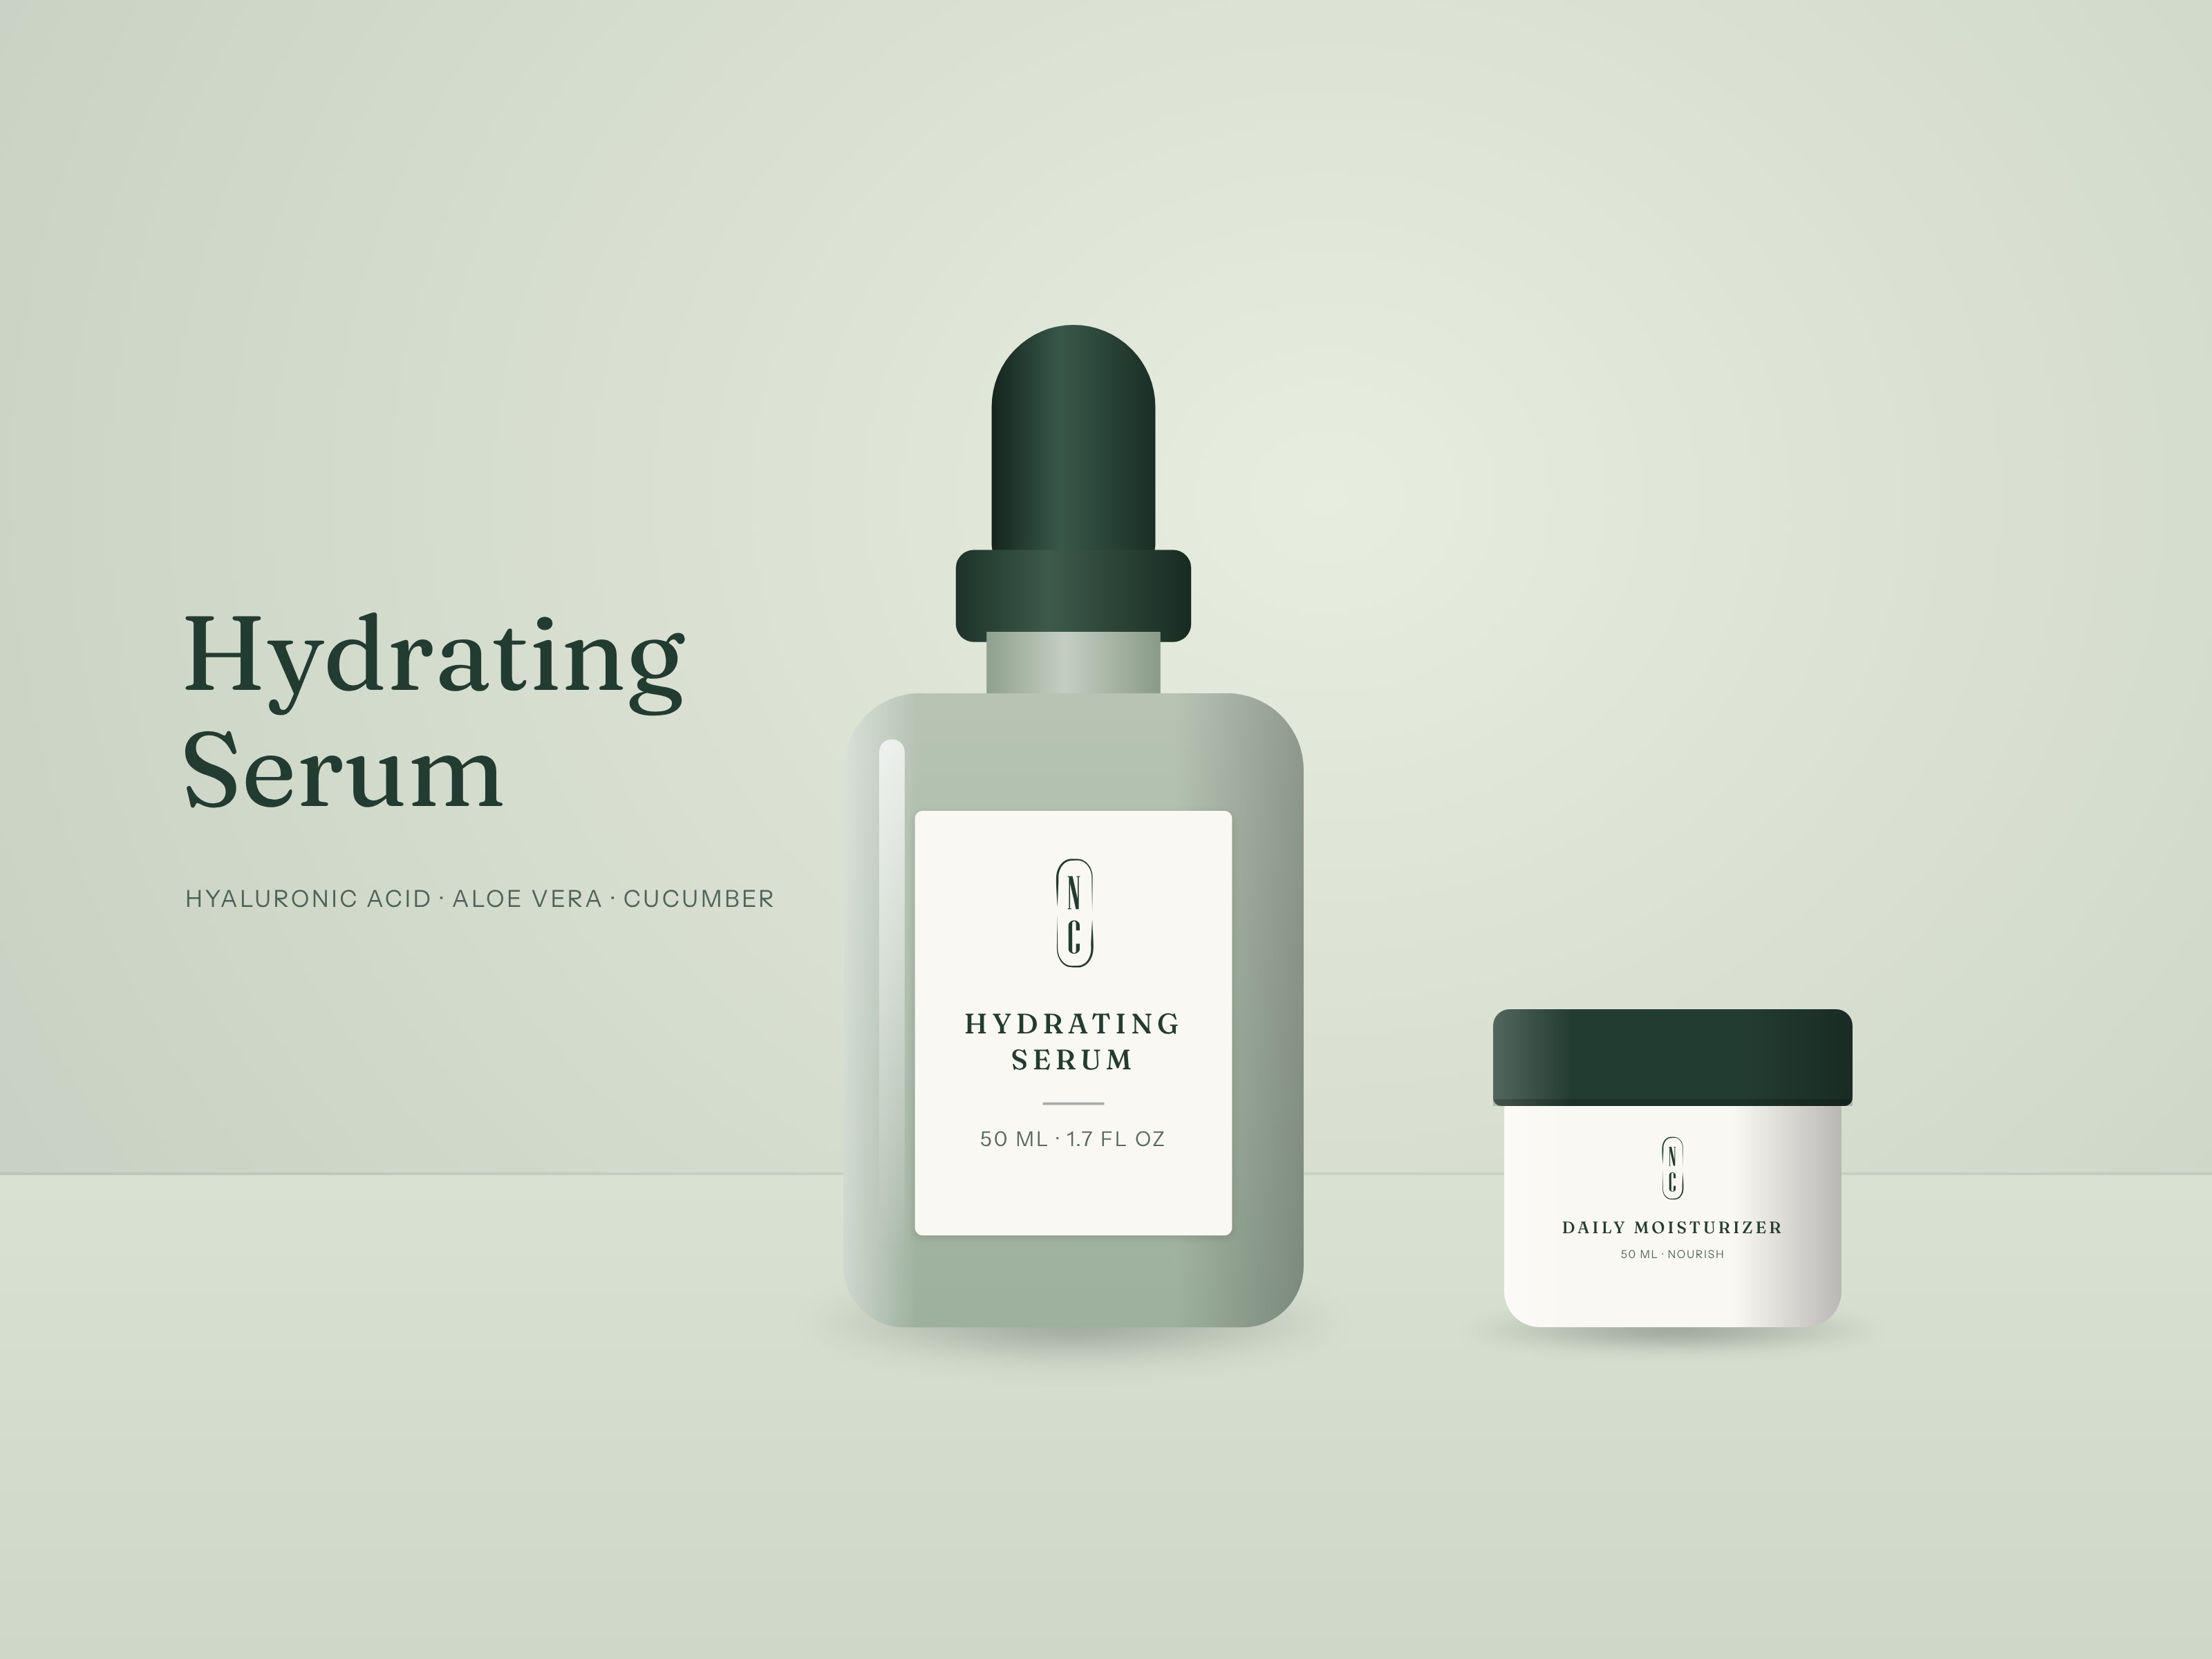 Hydrating
Serum
HYALURONIC ACID · ALOE VERA · CUCUMBER
N
C
HYDRATING
SERUM
50 ML · 1.7 FL OZ
N
C
DAILY MOISTURIZER
50 ML · NOURISH